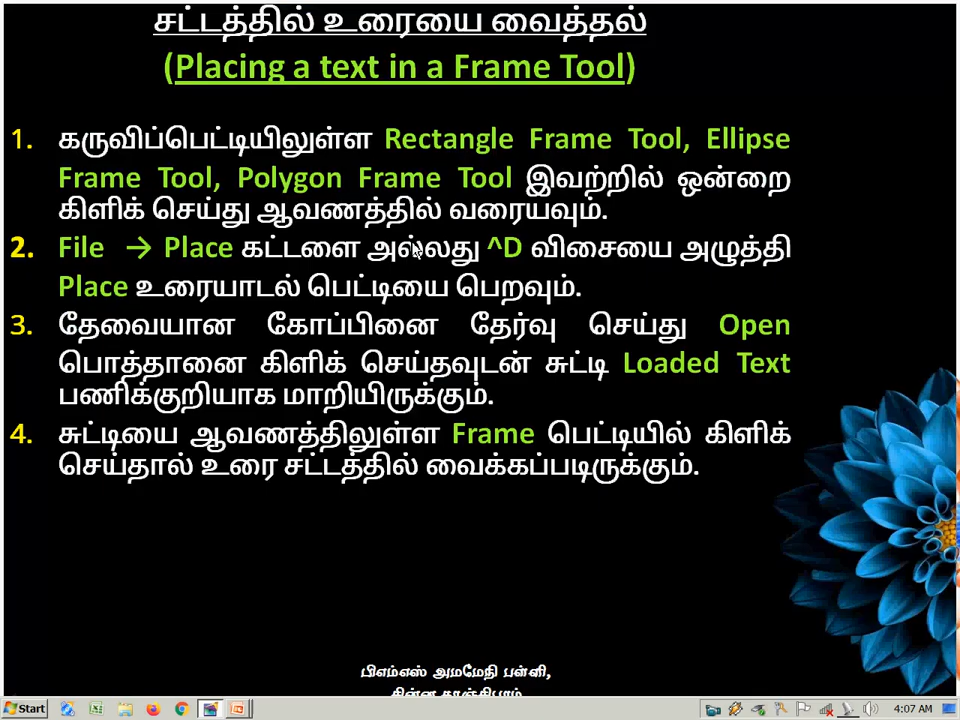 சட்டத்தில் உரையை வைத்தல்
(Placing a text in a Frame Tool)
1. கருவிப்பெட்டியிலுள்ள Rectangle Frame Tool, Ellipse
Frame Tool, Polygon Frame Tool இவற்றில் ஒன்றை
கிளிக் செய்து ஆவணத்தில் வரையவும்.
2. File → Place கட்டளை அல்லது ^D விசையை அழுத்தி
Place உரையாடல் பெட்டியை பெறவும்.
3. தேவையான கோப்பினை தேர்வு செய்து Open
பொத்தானை கிளிக் செய்தவுடன் சுட்டி Loaded Text
பணிக்குறியாக மாறியிருக்கும்.
4. சுட்டியை ஆவணத்திலுள்ள Frame பெட்டியில் கிளிக்
செய்தால் உரை சட்டத்தில் வைக்கப்படிருக்கும்.
பிஎம்எஸ் அமமேநி பள்ளி,
சின்ன காஞ்சிபுரம்
Start 4:07 AM